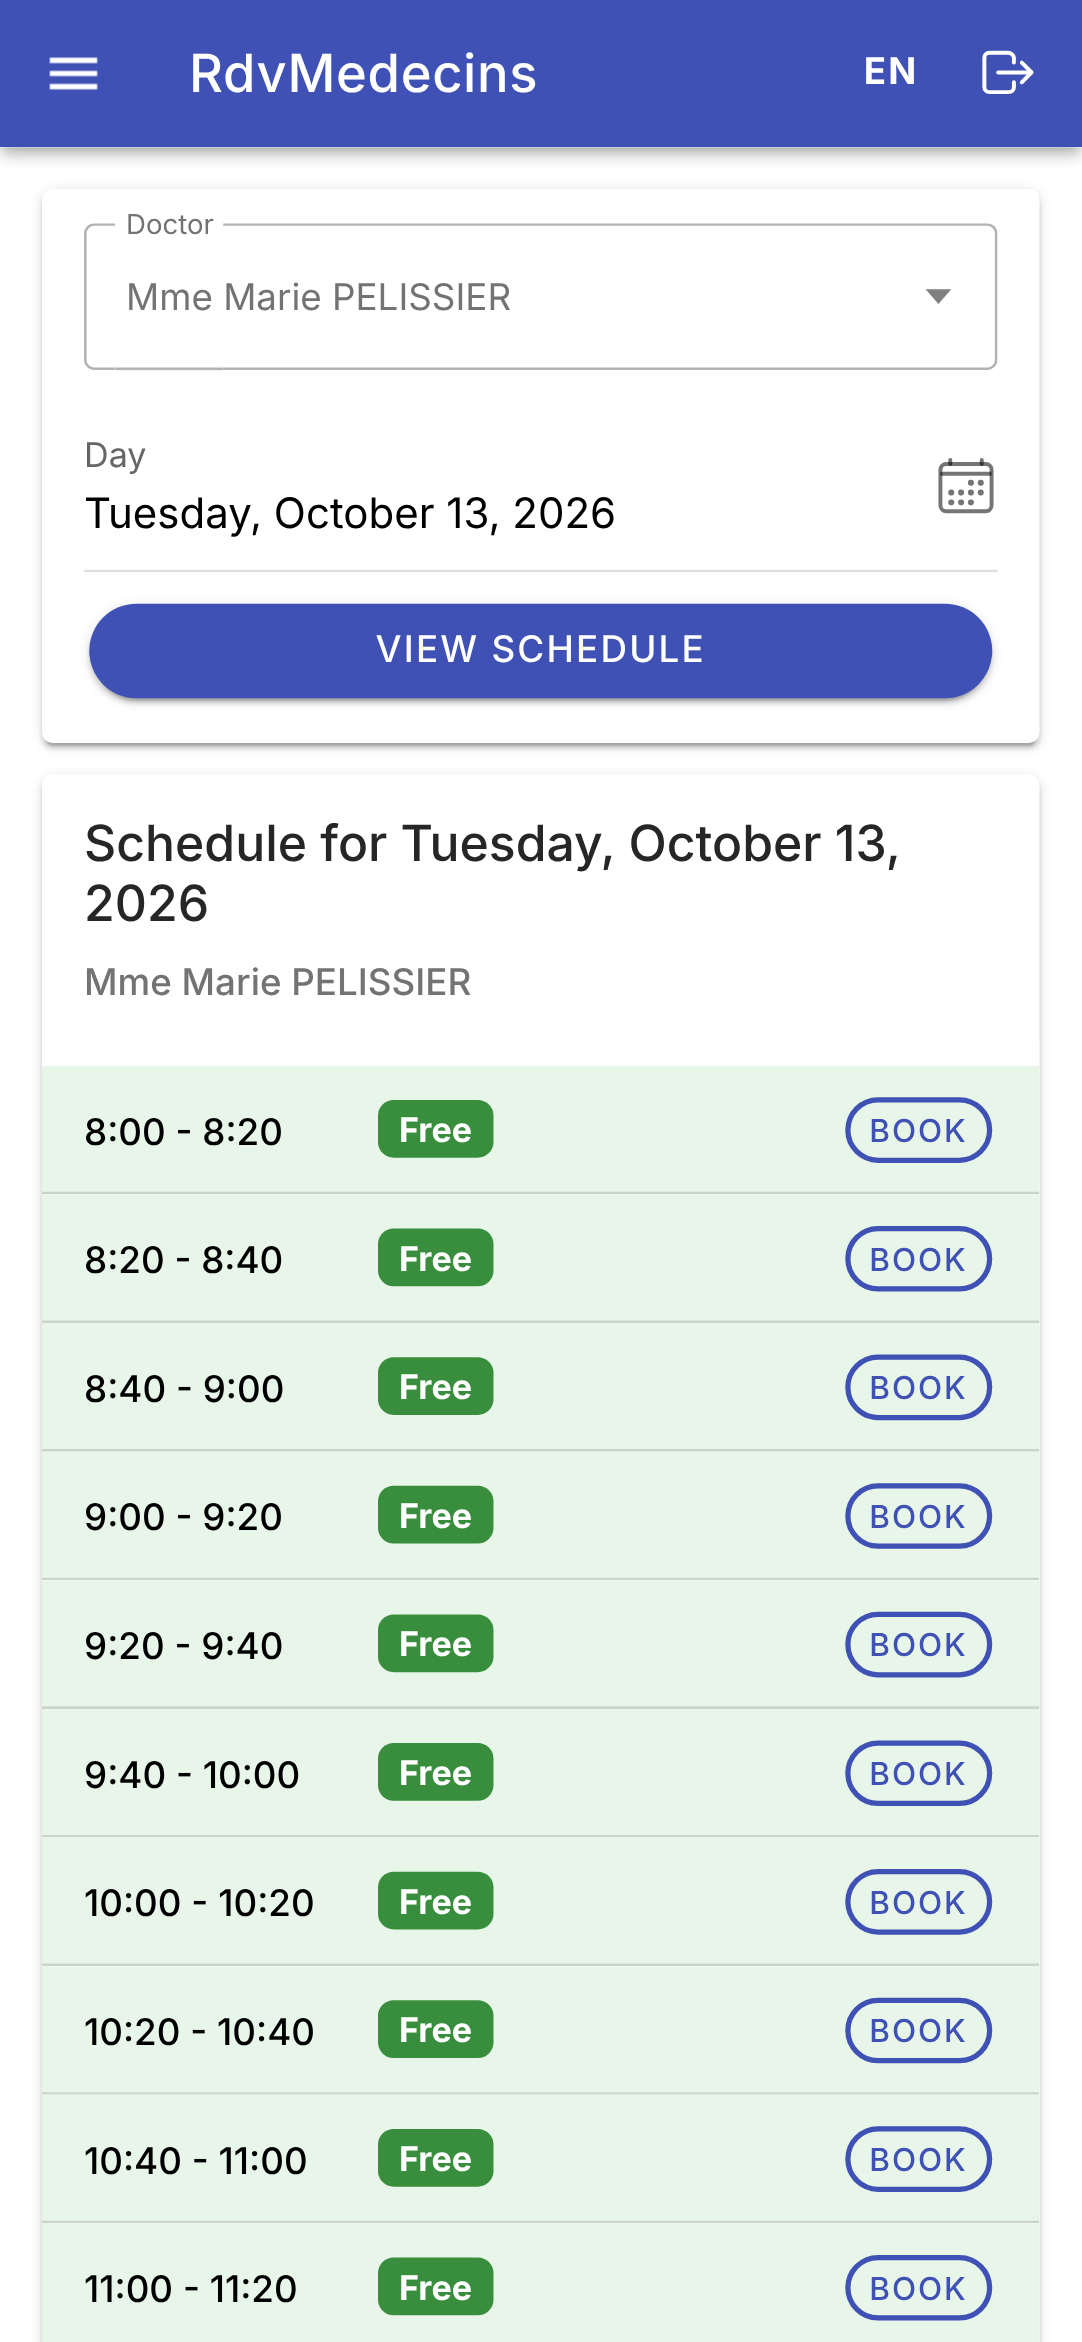 RdvMedecins EN
Doctor
Mme Marie PELISSIER
Day
Tuesday, October 13, 2026
VIEW SCHEDULE
Schedule for Tuesday, October 13,
2026
Mme Marie PELISSIER
8:00 - 8:20 Free BOOK
8:20 - 8:40 Free BOOK
8:40 - 9:00 Free BOOK
9:00 - 9:20 Free BOOK
9:20 - 9:40 Free BOOK
9:40 - 10:00 Free BOOK
10:00 - 10:20 Free BOOK
10:20 - 10:40 Free BOOK
10:40 - 11:00 Free BOOK
11:00 - 11:20 Free BOOK